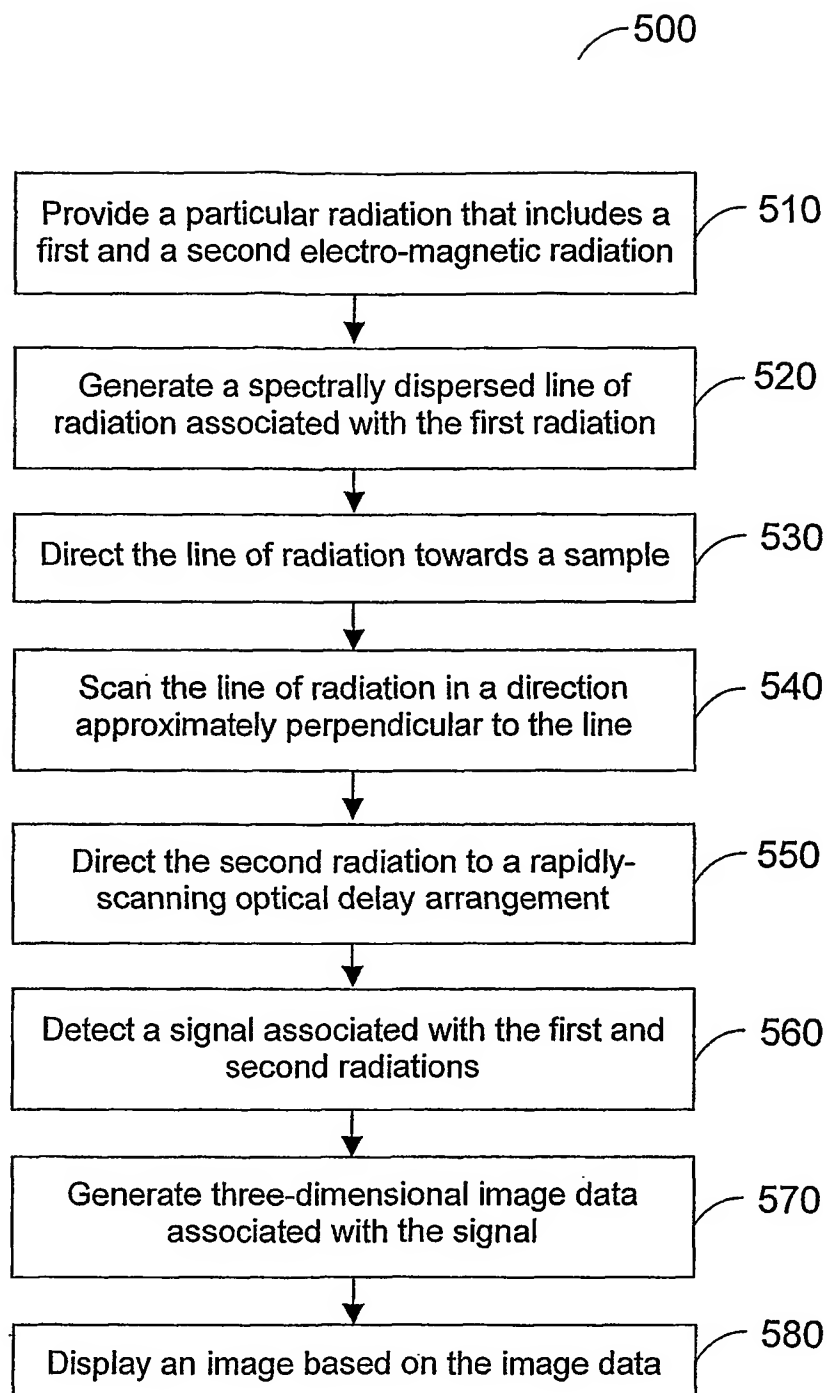 500
Provide a particular radiation that includes a
first and a second electro-magnetic radiation
510
Generate a spectrally dispersed line of
radiation associated with the first radiation
520
Direct the line of radiation towards a sample
530
Scan the line of radiation in a direction
approximately perpendicular to the line
540
Direct the second radiation to a rapidly-
scanning optical delay arrangement
550
Detect a signal associated with the first and
second radiations
560
Generate three-dimensional image data
associated with the signal
570
Display an image based on the image data
580